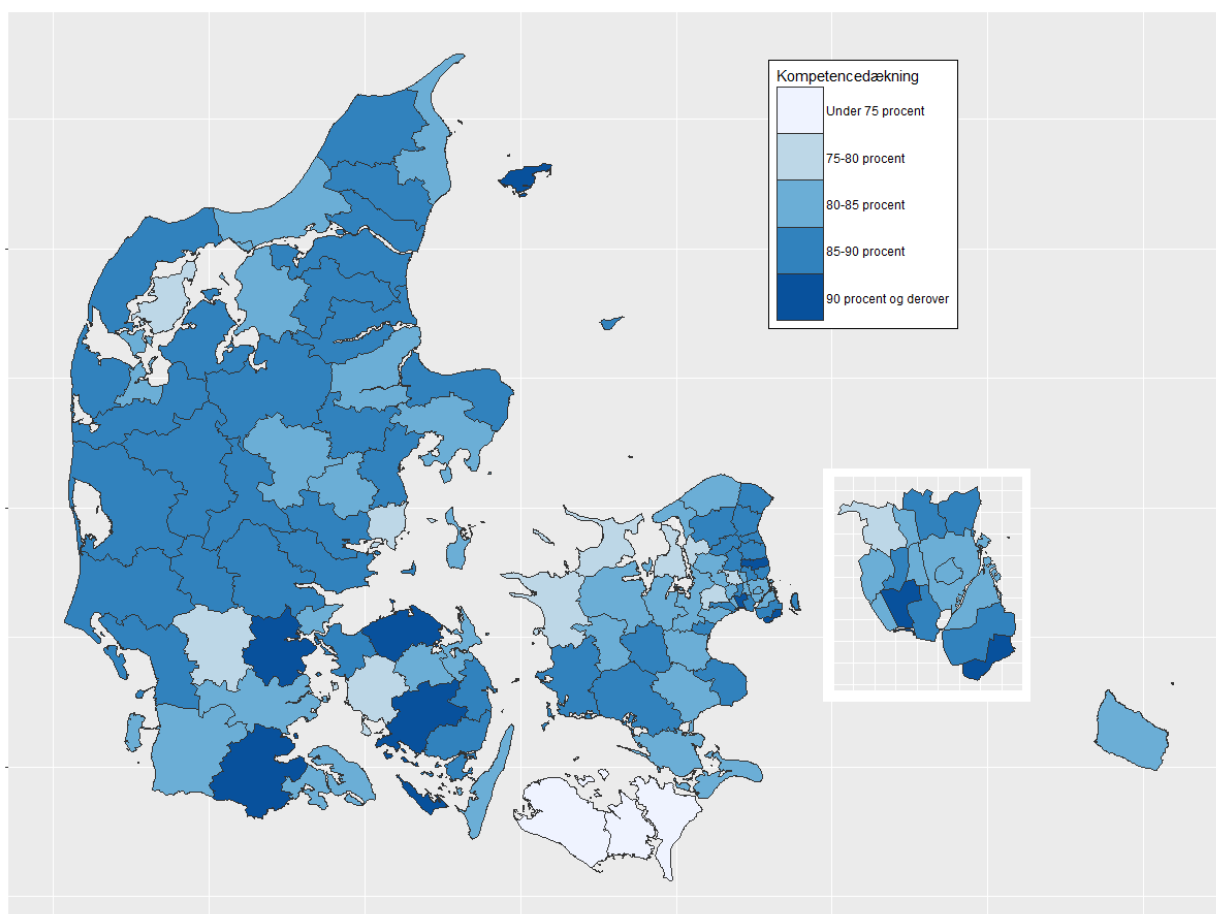 Kompetencedækning
Under 75 procent
75-80 procent
80-85 procent
85-90 procent
90 procent og derover